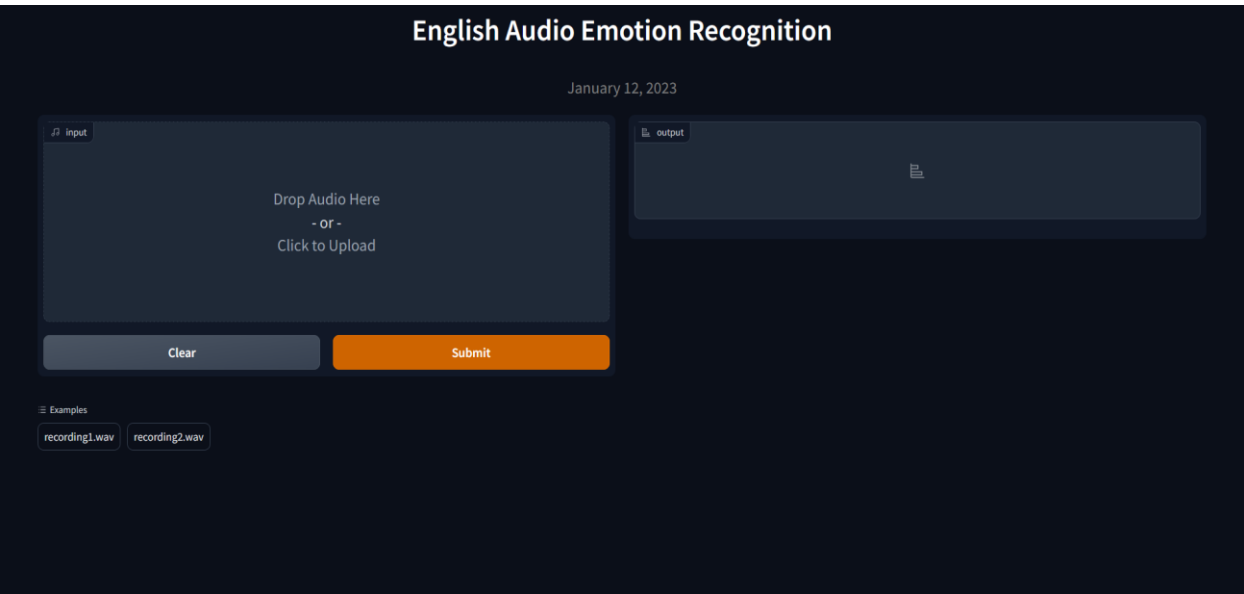 English Audio Emotion Recognition
January 12, 2023
input
Drop Audio Here
- or -
Click to Upload
Clear
Submit
output
Examples
recording1.wav
recording2.wav